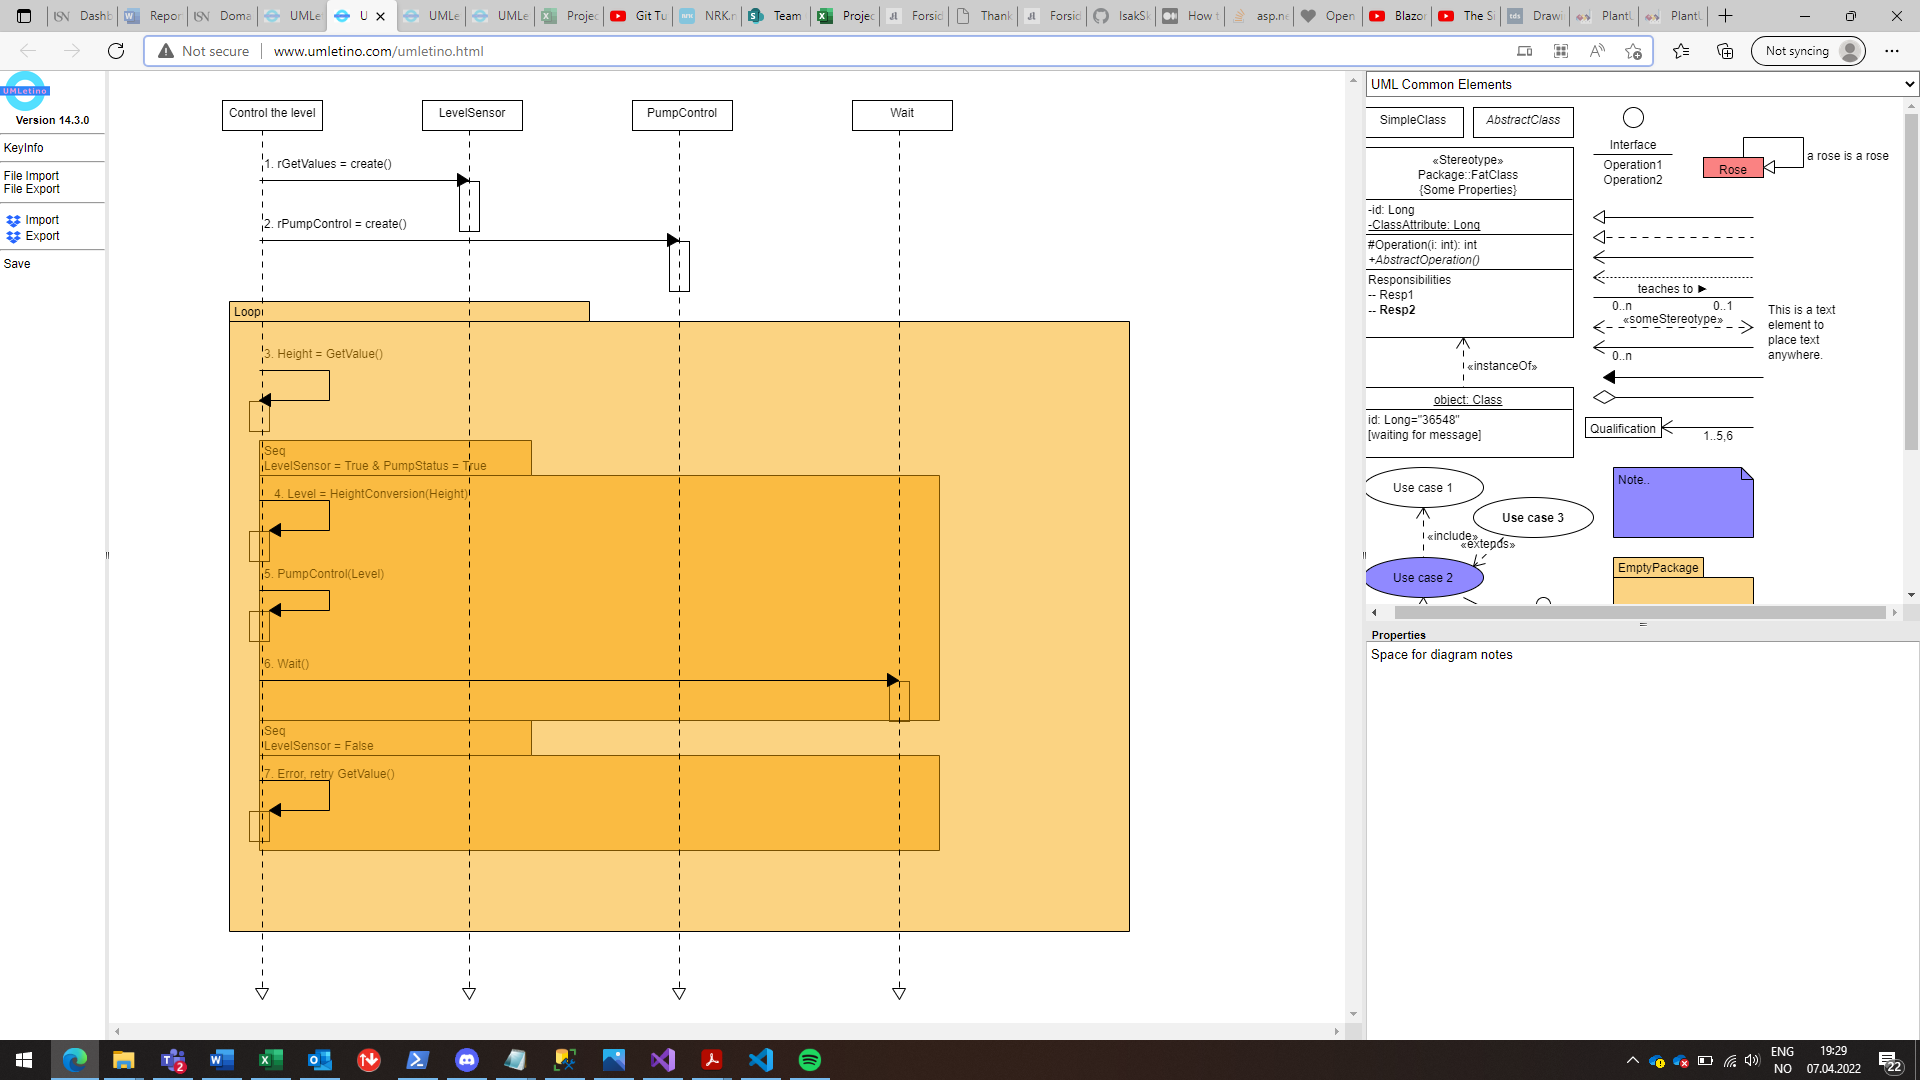 Dashb
Report
Doma
UMLe
U
UMLe
UMLe
Projec
Git Tu
NRK.n
Team
Projec
Forsid
Thank
Forsid
IsakSk
How t
asp.ne
Open
Blazor
The Si
Drawi
PlantU
PlantU
Not secure
www.umletino.com/umletino.html
Not syncing
UMLetino
Version 14.3.0
KeyInfo
File Import
File Export
Import
Export
Save
Control the level
LevelSensor
PumpControl
Wait
1. rGetValues = create()
2. rPumpControl = create()
Loop
3. Height = GetValue()
Seq
LevelSensor = True & PumpStatus = True
4. Level = HeightConversion(Height)
5. PumpControl(Level)
6. Wait()
Seq
LevelSensor = False
7. Error, retry GetValue()
UML Common Elements
SimpleClass
AbstractClass
Interface
Operation1
Operation2
a rose is a rose
Rose
«Stereotype»
Package::FatClass
{Some Properties}
-id: Long
-ClassAttribute: Long
#Operation(i: int): int
+AbstractOperation()
Responsibilities
-- Resp1
-- Resp2
teaches to ►
0..n
0..1
«someStereotype»
0..n
This is a text
element to
place text
anywhere.
«instanceOf»
object: Class
id: Long="36548"
[waiting for message]
Qualification
1..5,6
Use case 1
Use case 3
«include»
«extends»
Use case 2
Note..
EmptyPackage
Properties
Space for diagram notes
2
ENG
NO
19:29
07.04.2022
22